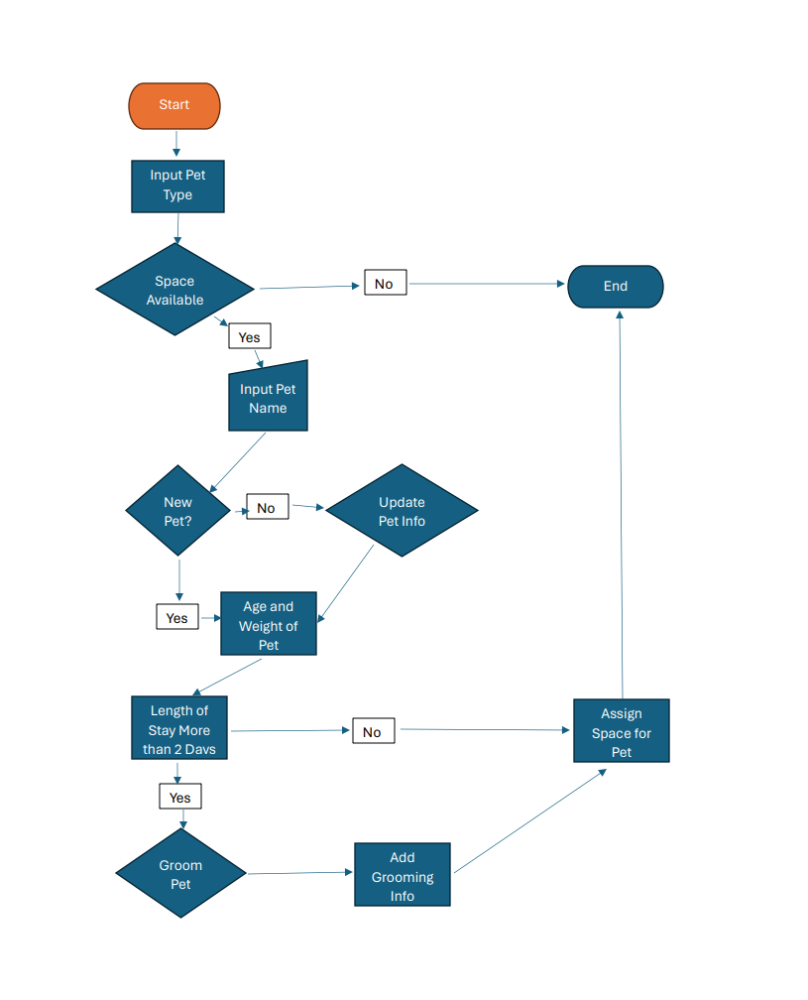 Start
Input Pet
Type
Space
Available
No
End
Yes
Input Pet
Name
New
Pet?
No
Update
Pet Info
Yes
Age and
Weight of
Pet
Length of
Stay More
than 2 Days
No
Assign
Space for
Pet
Yes
Groom
Pet
Add
Grooming
Info